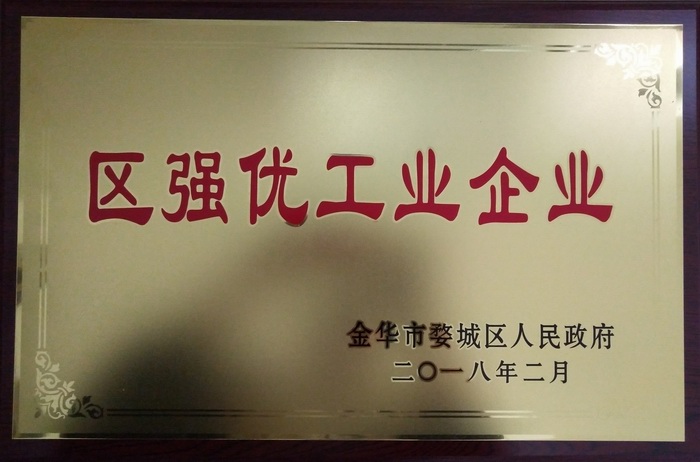 区强优工业企业
金华市婺城区人民政府
二〇一八年二月